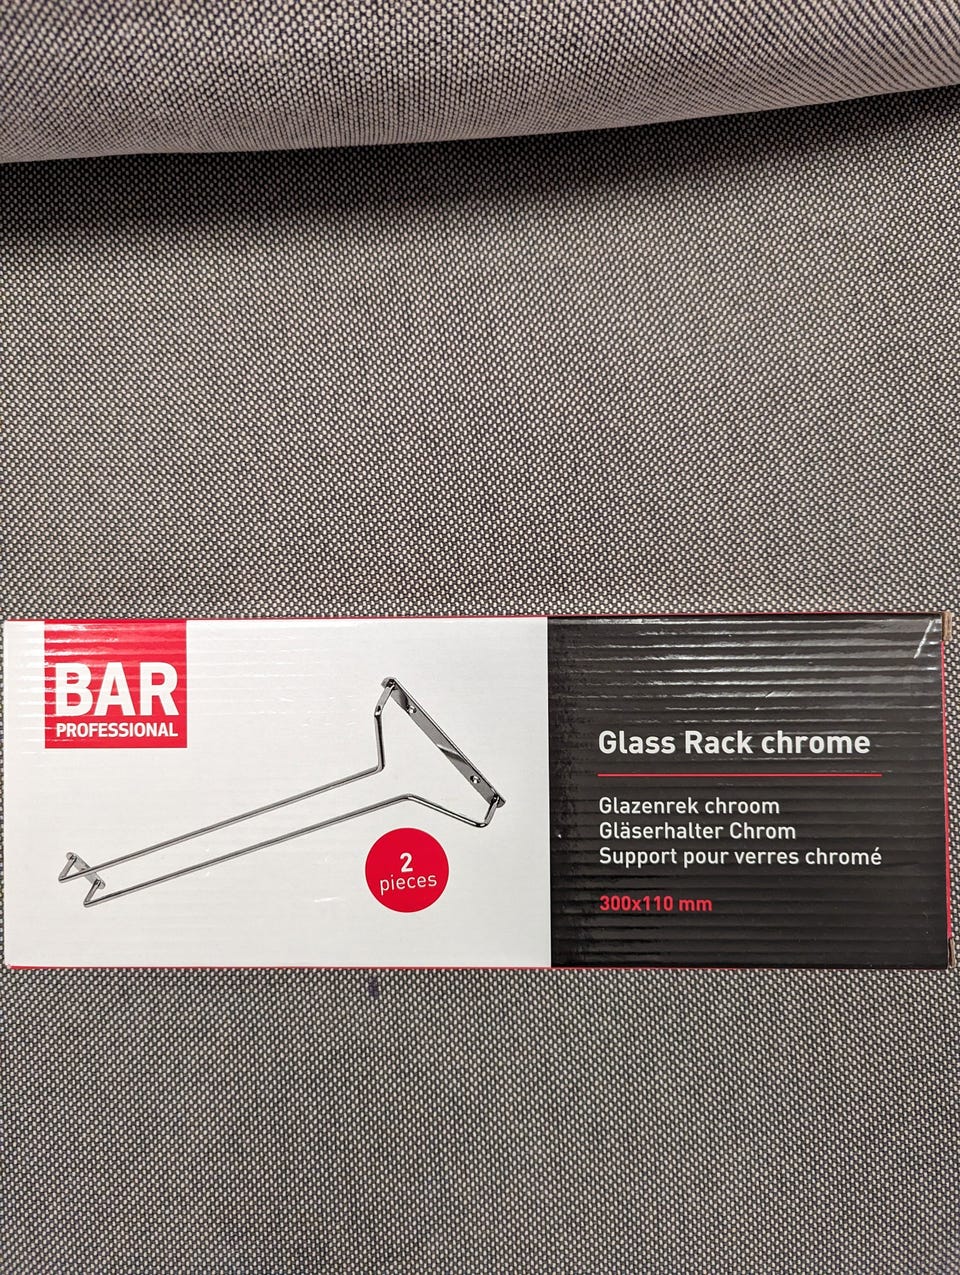 BAR
PROFESSIONAL
2
pieces
Glass Rack chrome
Glazenrek chroom
Gläserhalter Chrom
Support pour verres chromé
300x110 mm